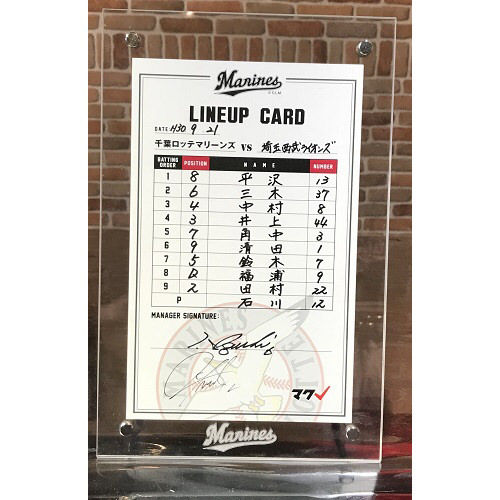 Marines
LINEUP CARD
DATE H30 9 21
千葉ロッテマリーンズ VS 埼玉西武ライオンズ
BATTING ORDER POSITION NAME NUMBER
1 8 平沢 13
2 6 三木 37
3 4 中村 8
4 3 井上 44
5 7 角中 3
6 9 清田 1
7 5 鈴木 7
8 D 福浦 9
9 2 田村 22
P 石川 12
MANAGER SIGNATURE:
MARINES
マワ
Marines